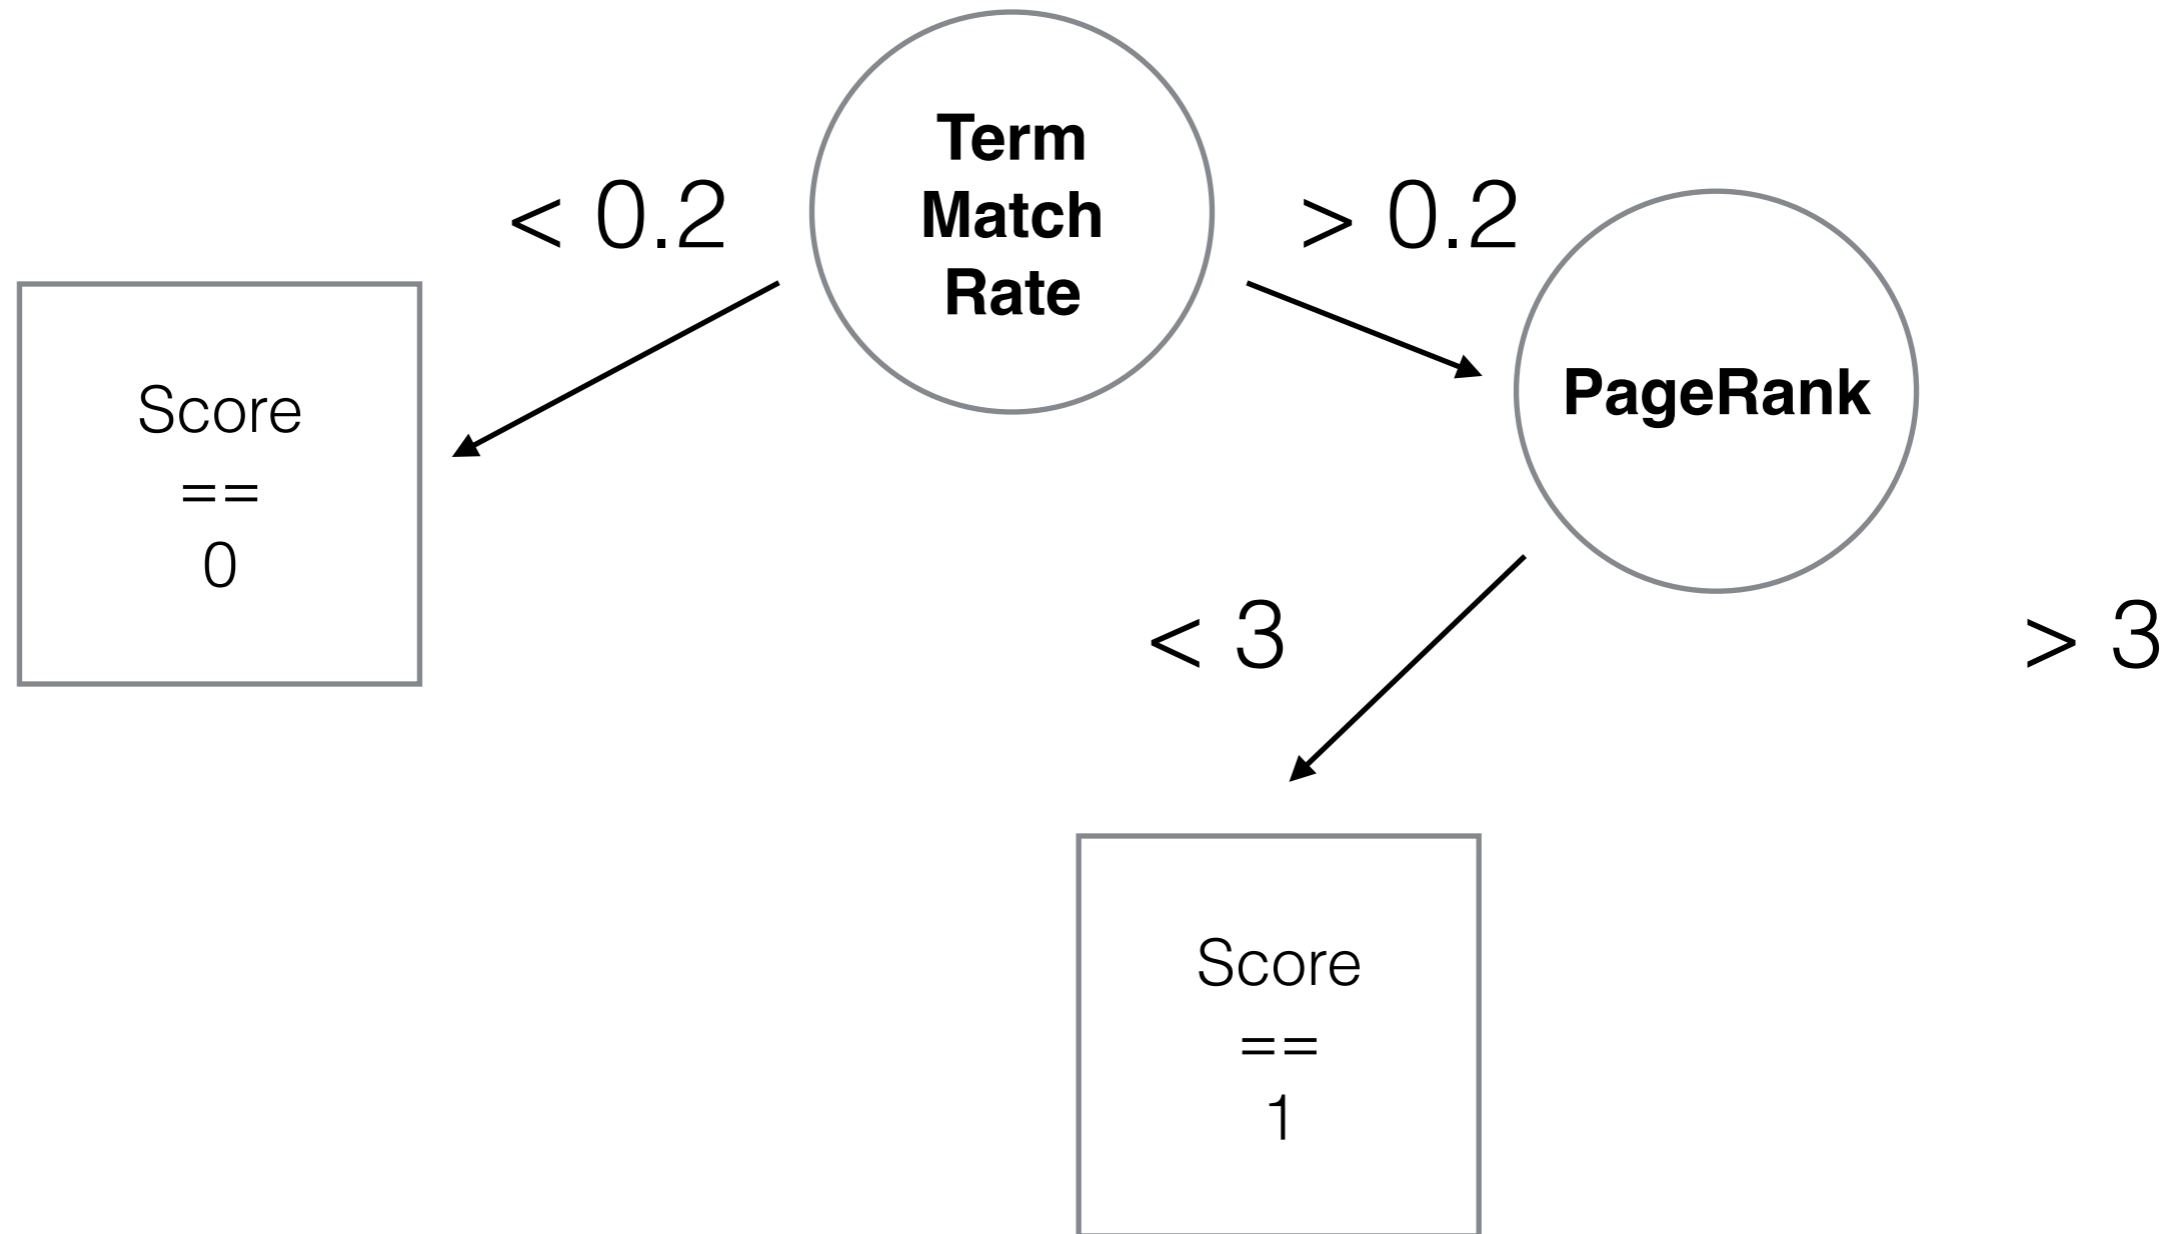 Term
Match
Rate
< 0.2
> 0.2
Score
==
0
PageRank
< 3
> 3
Score
==
1